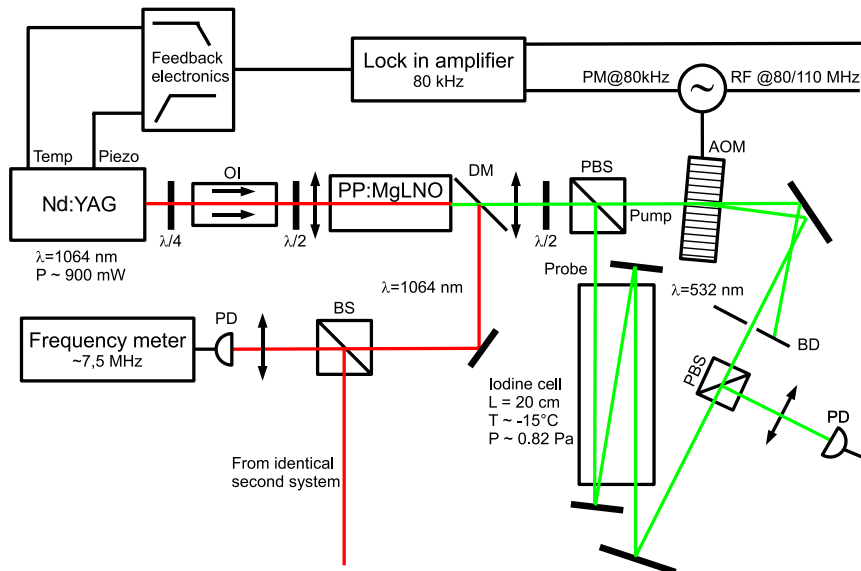 Feedback
electronics
Lock in amplifier
80 kHz
PM@80kHz
~
RF @80/110 MHz
AOM
Temp
Piezo
Nd:YAG
λ=1064 nm
P ~ 900 mW
λ/4
OI
λ/2
PP:MgLNO
DM
λ/2
PBS
Pump
Probe
λ=1064 nm
λ=532 nm
Frequency meter
~7,5 MHz
PD
BS
BD
PBS
PD
Iodine cell
L = 20 cm
T ~ -15°C
P ~ 0.82 Pa
From identical
second system